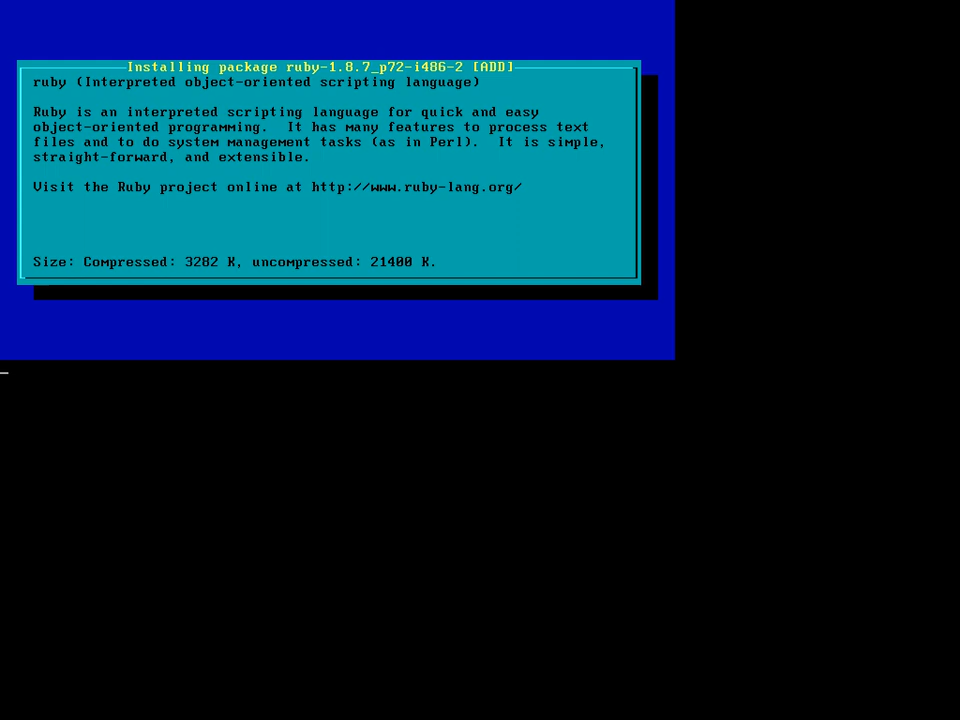 Installing package ruby-1.8.7_p72-i486-2 [ADD]
ruby (Interpreted object-oriented scripting language)
Ruby is an interpreted scripting language for quick and easy
object-oriented programming.  It has many features to process text
files and to do system management tasks (as in Perl).  It is simple,
straight-forward, and extensible.
Visit the Ruby project online at http://www.ruby-lang.org/
Size: Compressed: 3282 K, uncompressed: 21400 K.